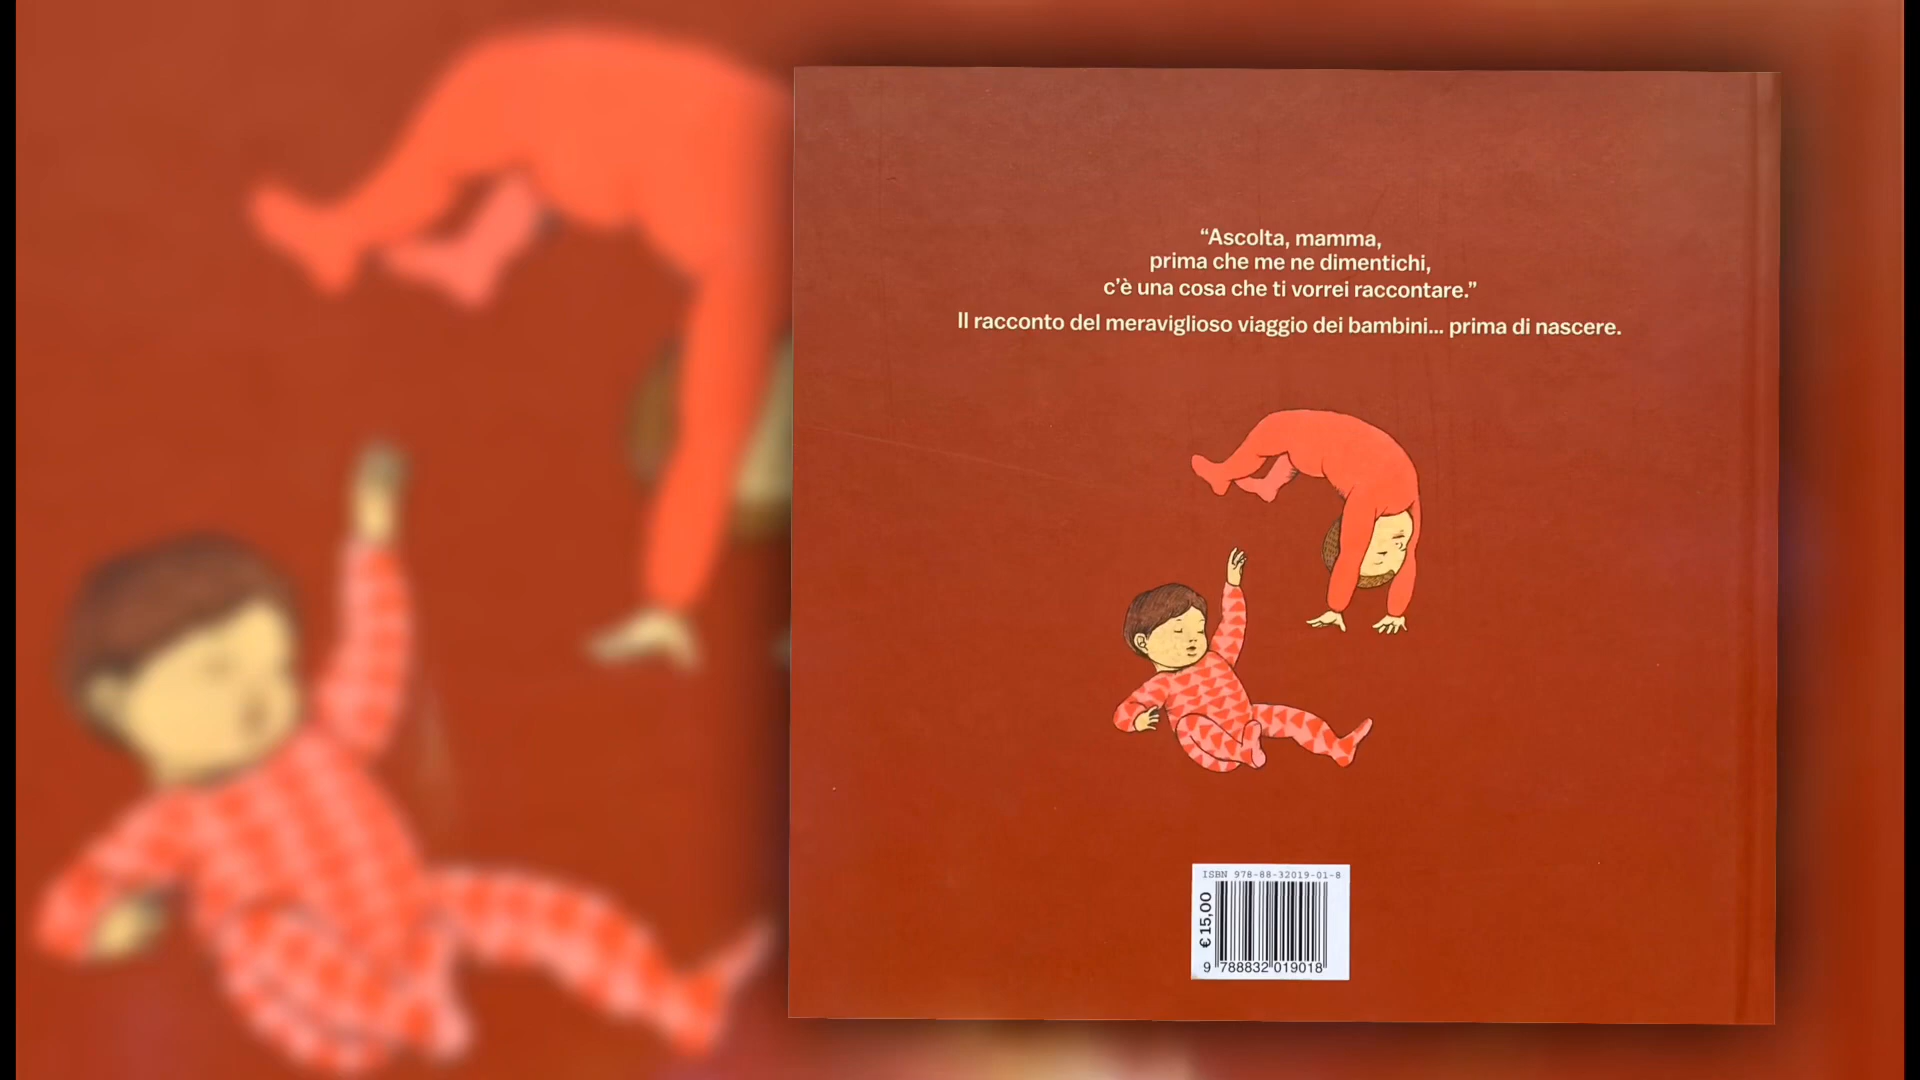 “Ascolta, mamma,
prima che me ne dimentichi,
c’è una cosa che ti vorrei raccontare.”
Il racconto del meraviglioso viaggio dei bambini... prima di nascere.
ISBN 978-88-32019-01-8
€ 15,00
9 788832 019018